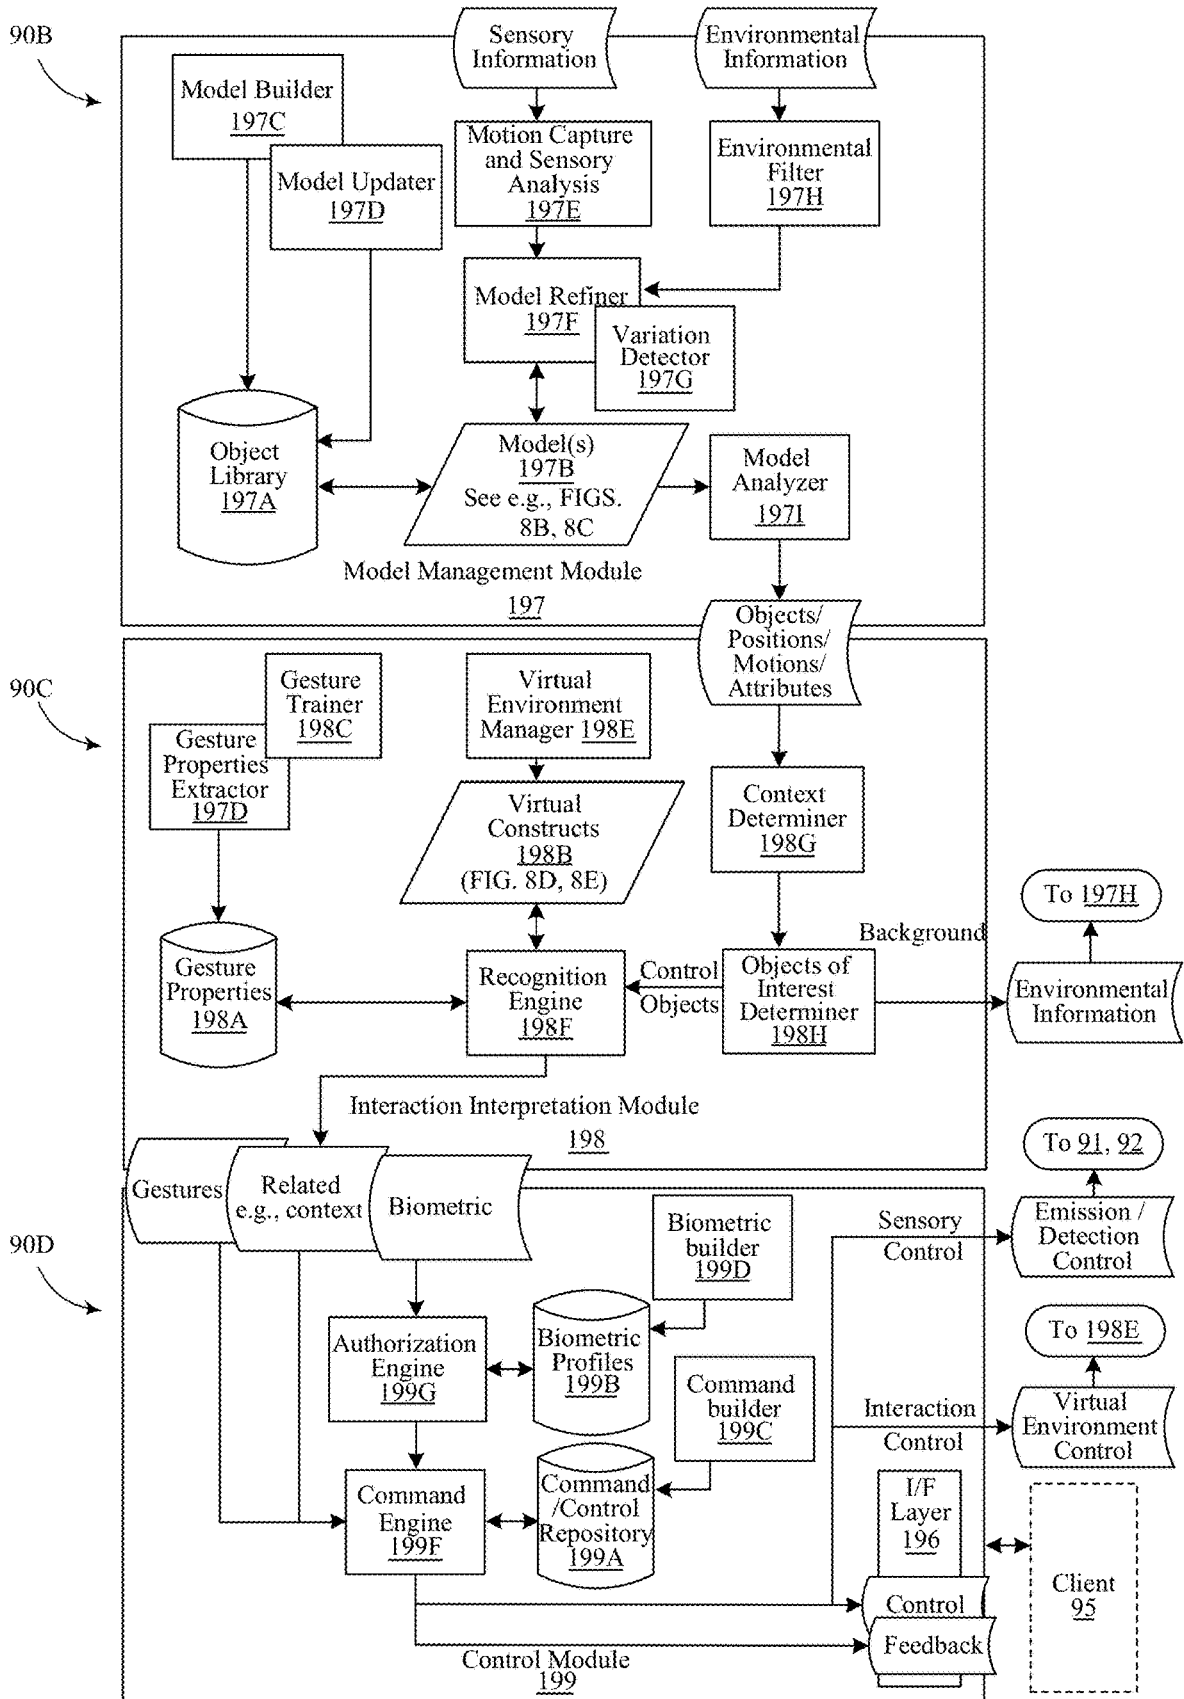 90B
Sensory
Information
Environmental
Information
Model Builder
197C
Model Updater
197D
Motion Capture
and Sensory
Analysis
197E
Environmental
Filter
197H
Model Refiner
197F
Variation
Detector
197G
Object
Library
197A
Model(s)
197B
See e.g., FIGS.
8B, 8C
Model
Analyzer
197I
Model Management Module
197
Objects/
Positions/
Motions/
Attributes
90C
Gesture
Trainer
198C
Gesture
Properties
Extractor
197D
Virtual
Environment
Manager 198E
Virtual
Constructs
198B
(FIG. 8D, 8E)
Context
Determiner
198G
To 197H
Background
Gesture
Properties
198A
Recognition
Engine
198F
Control
Objects
Objects of
Interest
Determiner
198H
Environmental
Information
Interaction Interpretation Module
198
To 91, 92
Gestures
Related
e.g., context
Biometric
90D
Biometric
builder
199D
Sensory
Control
Emission /
Detection
Control
Authorization
Engine
199G
Biometric
Profiles
199B
To 198E
Command
builder
199C
Interaction
Control
Virtual
Environment
Control
Command
Engine
199F
Command
/Control
Repository
199A
I/F
Layer
196
Client
95
Control
Feedback
Control Module
199